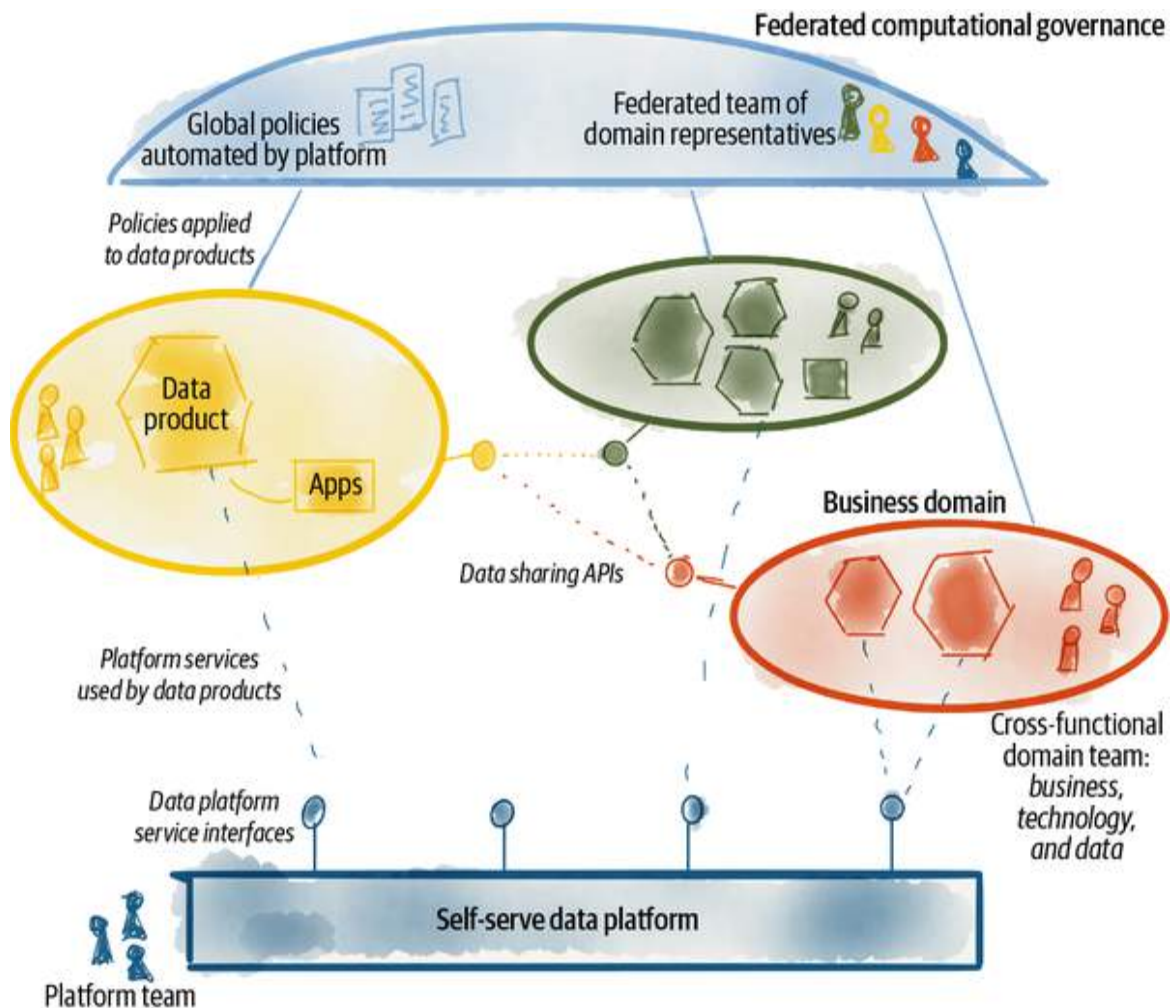 Federated computational governance
Global policies
automated by platform
Federated team of
domain representatives
Policies applied
to data products
Data
product
Apps
Business domain
Data sharing APIs
Platform services
used by data products
Cross-functional
domain team:
business,
technology,
and data
Data platform
service interfaces
Self-serve data platform
Platform team